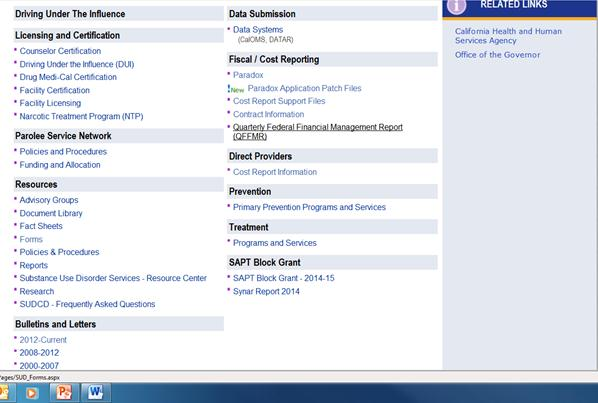 Driving Under The Influence
Licensing and Certification
Counselor Certification
Driving Under the Influence (DUI)
Drug Medi-Cal Certification
Facility Certification
Facility Licensing
Narcotic Treatment Program (NTP)
Parolee Service Network
Policies and Procedures
Funding and Allocation
Resources
Advisory Groups
Document Library
Fact Sheets
Forms
Policies & Procedures
Reports
Substance Use Disorder Services - Resource Center
Research
SUDCD - Frequently Asked Questions
Bulletins and Letters
2012-Current
2008-2012
2000-2007
Data Submission
Data Systems
(CalOMS, DATAR)
Fiscal / Cost Reporting
Paradox
New Paradox Application Patch Files
Cost Report Support Files
Contract Information
Quarterly Federal Financial Management Report
(QFFMR)
Direct Providers
Cost Report Information
Prevention
Primary Prevention Programs and Services
Treatment
Programs and Services
SAPT Block Grant
SAPT Block Grant - 2014-15
Synar Report 2014
RELATED LINKS
California Health and Human
Services Agency
Office of the Governor
ages/SUD_Forms.aspx